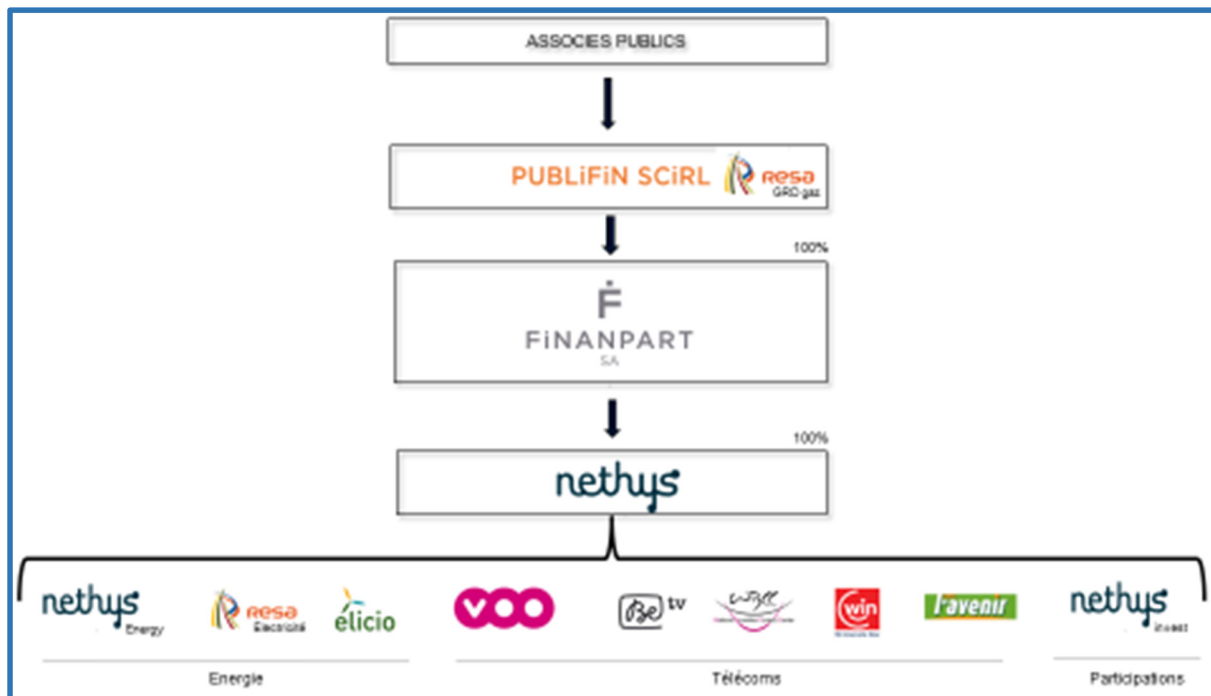 ASSOCIES PUBLICS
PUBLiFiN SCiRL
Resa
GRD gaz
100%
FiNANPART
SA
100%
nethys
nethys
Energy
Resa
Electricité
élicio
VOO
Be tv
win
l'avenir
nethys
invest
Energie
Télécoms
Participations